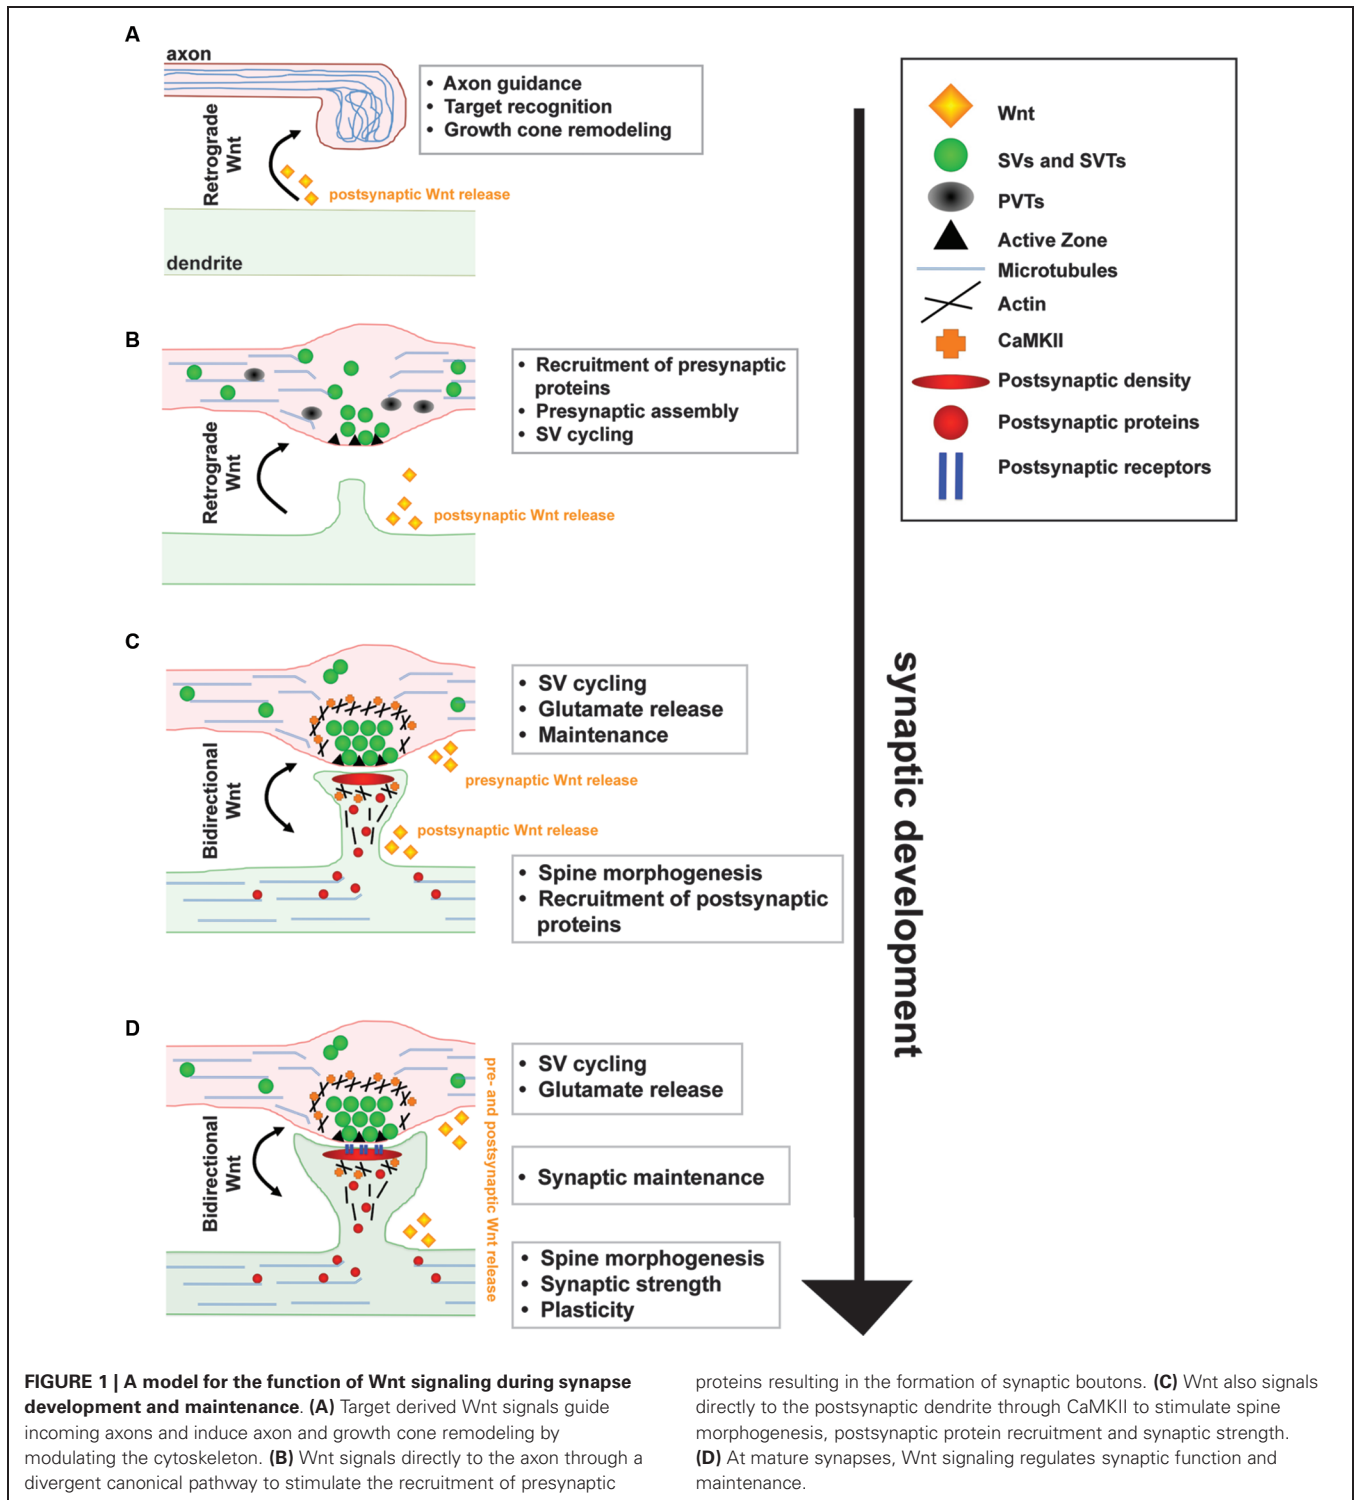 A
axon
• Axon guidance
• Target recognition
• Growth cone remodeling
Retrograde
Wnt
postsynaptic Wnt release
dendrite
B
• Recruitment of presynaptic
proteins
• Presynaptic assembly
• SV cycling
Retrograde
Wnt
postsynaptic Wnt release
C
• SV cycling
• Glutamate release
• Maintenance
Bidirectional
Wnt
presynaptic Wnt release
postsynaptic Wnt release
• Spine morphogenesis
• Recruitment of postsynaptic
proteins
D
• SV cycling
• Glutamate release
Bidirectional
Wnt
pre- and postsynaptic Wnt release
• Synaptic maintenance
• Spine morphogenesis
• Synaptic strength
• Plasticity
Wnt
SVs and SVTs
PVTs
Active Zone
Microtubules
Actin
CaMKII
Postsynaptic density
Postsynaptic proteins
Postsynaptic receptors
synaptic development
FIGURE 1 | A model for the function of Wnt signaling during synapse
development and maintenance. (A) Target derived Wnt signals guide
incoming axons and induce axon and growth cone remodeling by
modulating the cytoskeleton. (B) Wnt signals directly to the axon through a
divergent canonical pathway to stimulate the recruitment of presynaptic
proteins resulting in the formation of synaptic boutons. (C) Wnt also signals
directly to the postsynaptic dendrite through CaMKII to stimulate spine
morphogenesis, postsynaptic protein recruitment and synaptic strength.
(D) At mature synapses, Wnt signaling regulates synaptic function and
maintenance.